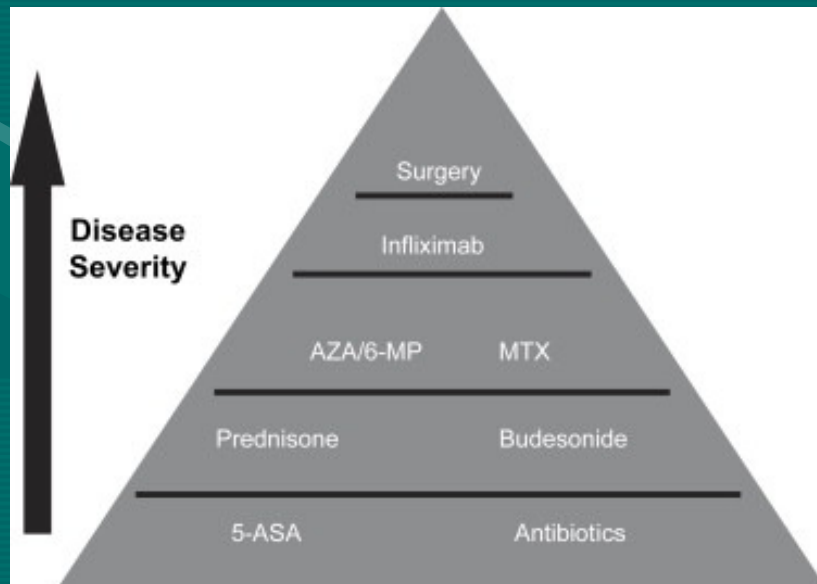 Surgery
Disease
Severity
Infliximab
AZA/6-MP MTX
Prednisone Budesonide
5-ASA Antibiotics